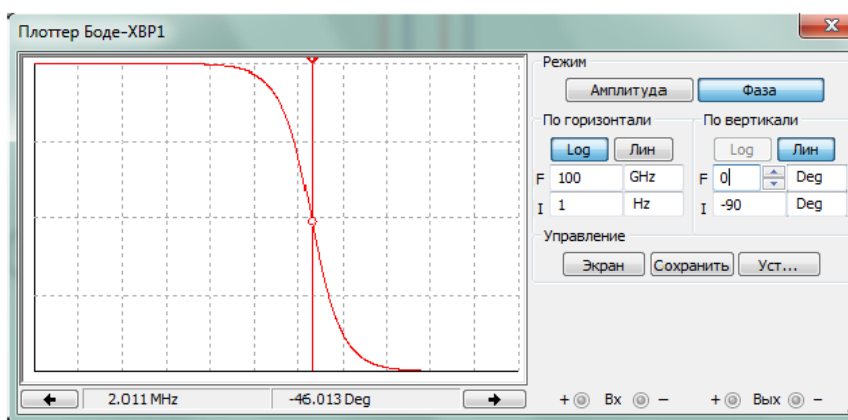 Плоттер Боде-XBP1
Режим
Амплитуда Фаза
По горизонтали По вертикали
Log Лин Log Лин
F 100 GHz F 0 Deg
I 1 Hz I -90 Deg
Управление
Экран Сохранить Уст...
2.011 MHz -46.013 Deg + Вх − + Вых −